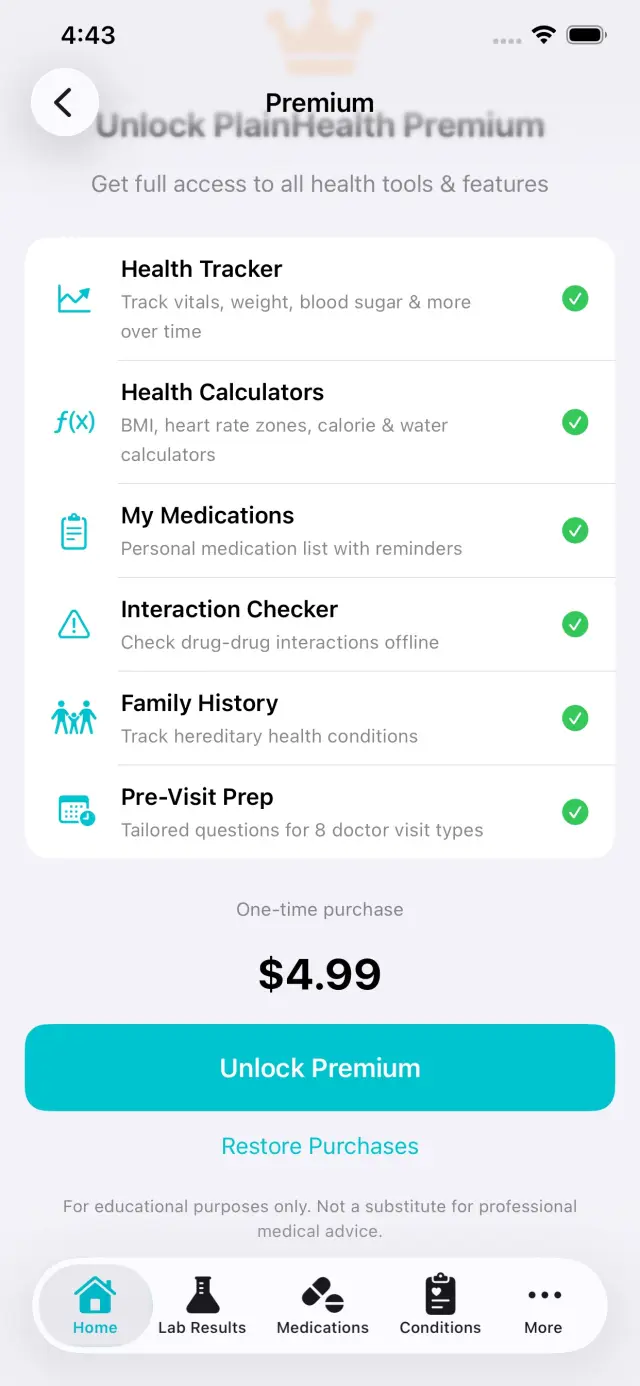 4:43
Premium
Unlock PlainHealth Premium
Get full access to all health tools & features
Health Tracker
Track vitals, weight, blood sugar & more
over time
f(x)
Health Calculators
BMI, heart rate zones, calorie & water
calculators
My Medications
Personal medication list with reminders
Interaction Checker
Check drug-drug interactions offline
Family History
Track hereditary health conditions
Pre-Visit Prep
Tailored questions for 8 doctor visit types
One-time purchase
$4.99
Unlock Premium
Restore Purchases
For educational purposes only. Not a substitute for professional
medical advice.
Home
Lab Results
Medications
Conditions
More